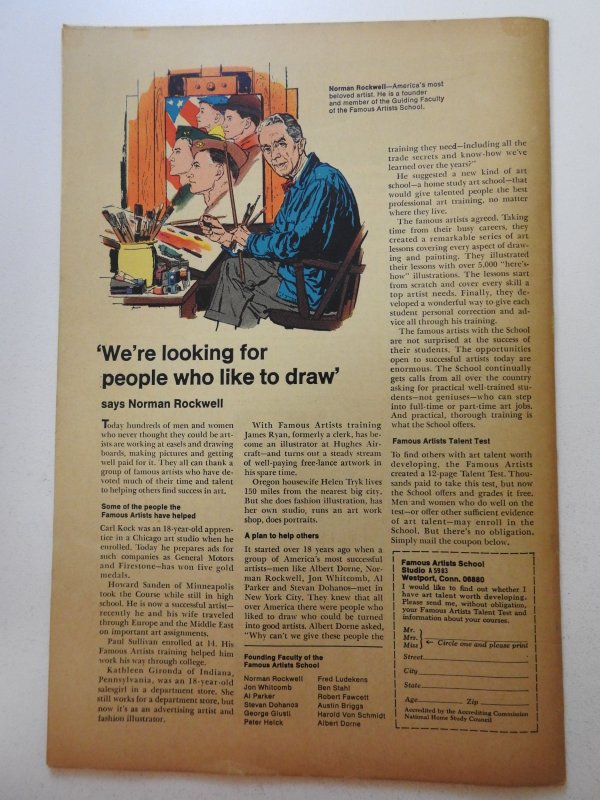 Norman Rockwell—America's most
beloved artist. He is a founder
and member of the Guiding Faculty
of the Famous Artists School.
'We're looking for
people who like to draw'
says Norman Rockwell
Today hundreds of men and women
who never thought they could be art-
ists are working at easels and drawing
boards, making pictures and getting
well paid for it. They all can thank a
group of famous artists who have de-
voted much of their time and talent
to helping others find success in art.
Some of the people the
Famous Artists have helped
Carl Kock was an 18-year-old appren-
tice in a Chicago art studio when he
enrolled. Today he prepares ads for
such companies as General Motors
and Firestone—has won five gold
medals.
Howard Sanden of Minneapolis
took the Course while still in high
school. He is now a successful artist—
recently he and his wife traveled
through Europe and the Middle East
on important art assignments.
Paul Sullivan enrolled at 14. His
Famous Artists training helped him
work his way through college.
Kathleen Gironda of Indiana,
Pennsylvania, was an 18-year-old
salesgirl in a department store. She
still works for a department store, but
now it's as an advertising artist and
fashion illustrator.
With Famous Artists training
James Ryan, formerly a clerk, has be-
come an illustrator at Hughes Air-
craft—and turns out a steady stream
of well-paying free-lance artwork in
his spare time.
Oregon housewife Helen Tryk lives
150 miles from the nearest big city.
But she does fashion illustration, has
her own studio, runs an art work
shop, does portraits.
A plan to help others
It started over 18 years ago when a
group of America's most successful
artists—men like Albert Dorne, Nor-
man Rockwell, Jon Whitcomb, Al
Parker and Stevan Dohanos—met in
New York City. They knew that all
over America there were people who
liked to draw who could be turned
into good artists. Albert Dorne asked,
"Why can't we give these people the
Founding Faculty of the
Famous Artists School
Norman Rockwell
Jon Whitcomb
Al Parker
Stevan Dohanos
George Giusti
Peter Helck
Fred Ludekens
Ben Stahl
Robert Fawcett
Austin Briggs
Harold Von Schmidt
Albert Dorne
training they need—including all the
trade secrets and know-how we've
learned over the years?"
He suggested a new kind of art
school—a home study art school—that
would give talented people the best
professional art training, no matter
where they live.
The famous artists agreed. Taking
time from their busy careers, they
created a remarkable series of art
lessons covering every aspect of draw-
ing and painting. They illustrated
their lessons with over 5,000 "here's-
how" illustrations. The lessons start
from scratch and cover every skill a
top artist needs. Finally, they de-
veloped a wonderful way to give each
student personal correction and ad-
vice all through his training.
The famous artists with the School
are not surprised at the success of
their students. The opportunities
open to successful artists today are
enormous. The School continually
gets calls from all over the country
asking for practical well-trained stu-
dents—not geniuses—who can step
into full-time or part-time art jobs.
And practical, thorough training is
what the School offers.
Famous Artists Talent Test
To find others with art talent worth
developing, the Famous Artists
created a 12-page Talent Test. Thou-
sands paid to take this test, but now
the School offers and grades it free.
Men and women who do well on the
test—or offer other sufficient evidence
of art talent—may enroll in the
School. But there's no obligation.
Simply mail the coupon below.
Famous Artists School
Studio A 5983
Westport, Conn. 06880
I would like to find out whether I
have art talent worth developing.
Please send me, without obligation,
your Famous Artists Talent Test and
information about your courses.
Mr.
Mrs. ← Circle one and please print
Miss
Street
City
State
Age Zip
Accredited by the Accrediting Commission
National Home Study Council